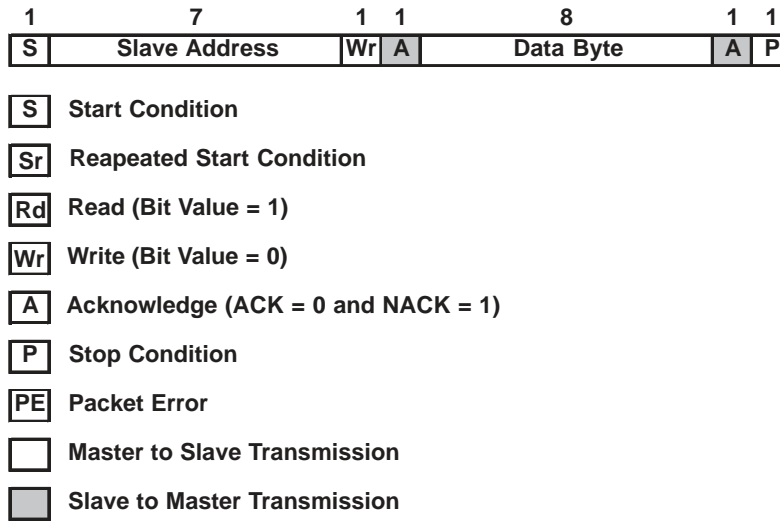 1 7 1 1 8 1 1
S Slave Address Wr A Data Byte A P
S Start Condition
Sr Reapeated Start Condition
Rd Read (Bit Value = 1)
Wr Write (Bit Value = 0)
A Acknowledge (ACK = 0 and NACK = 1)
P Stop Condition
PE Packet Error
Master to Slave Transmission
Slave to Master Transmission